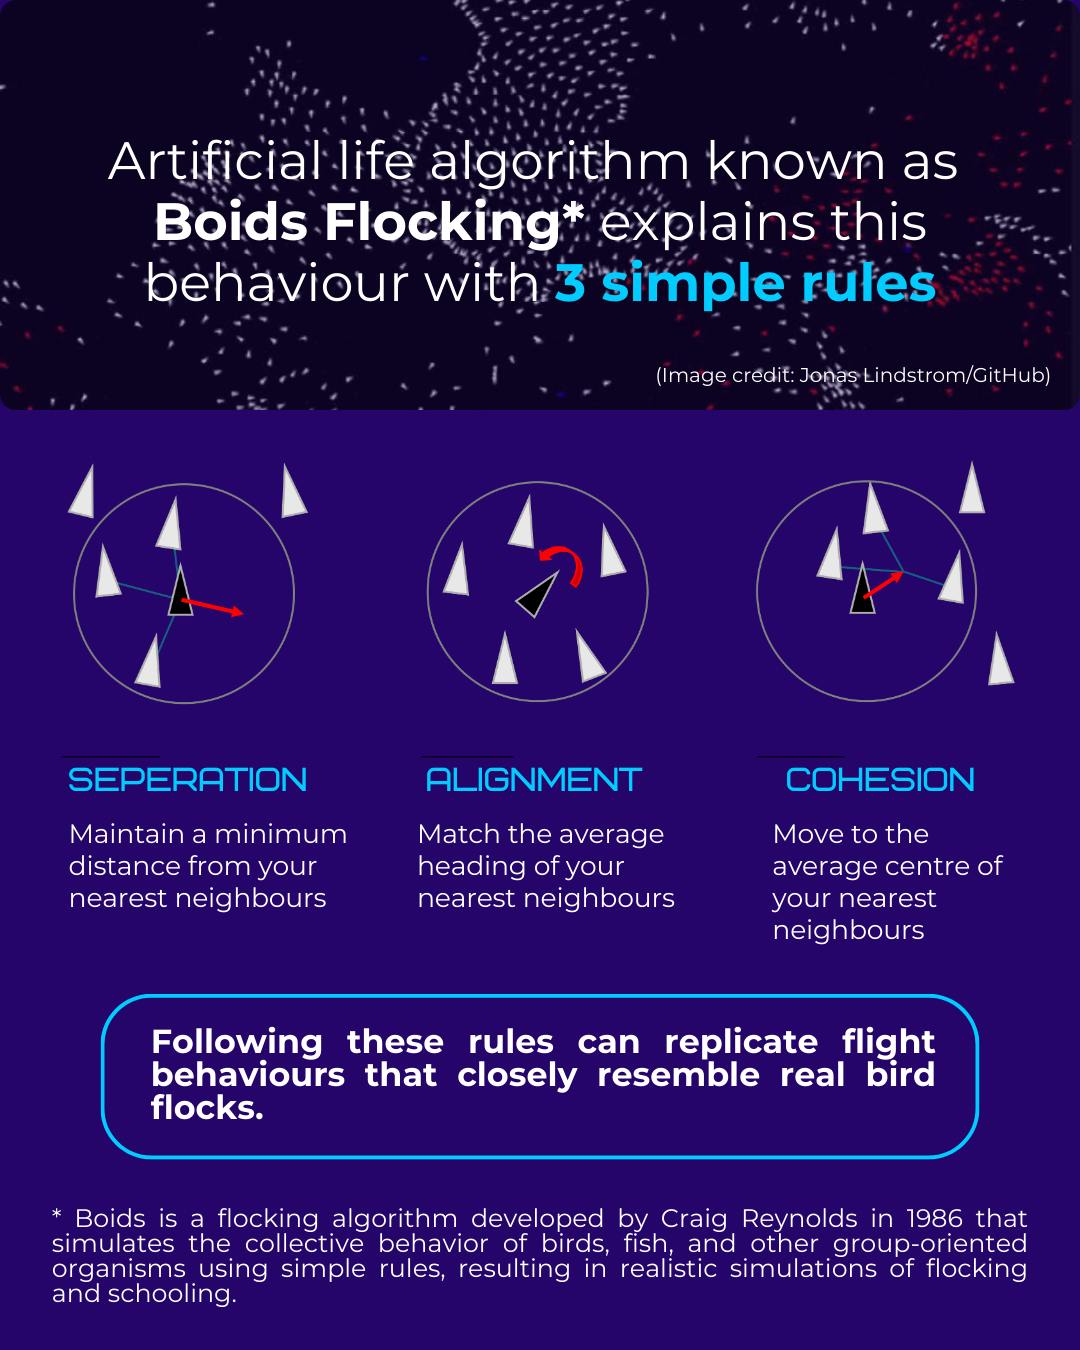 Artificial life algorithm known as
Boids Flocking* explains this
behaviour with 3 simple rules
(Image credit: Jonas Lindstrom/GitHub)
SEPERATION
Maintain a minimum
distance from your
nearest neighbours
ALIGNMENT
Match the average
heading of your
nearest neighbours
COHESION
Move to the
average centre of
your nearest
neighbours
Following these rules can replicate flight
behaviours that closely resemble real bird
flocks.
* Boids is a flocking algorithm developed by Craig Reynolds in 1986 that
simulates the collective behavior of birds, fish, and other group-oriented
organisms using simple rules, resulting in realistic simulations of flocking
and schooling.